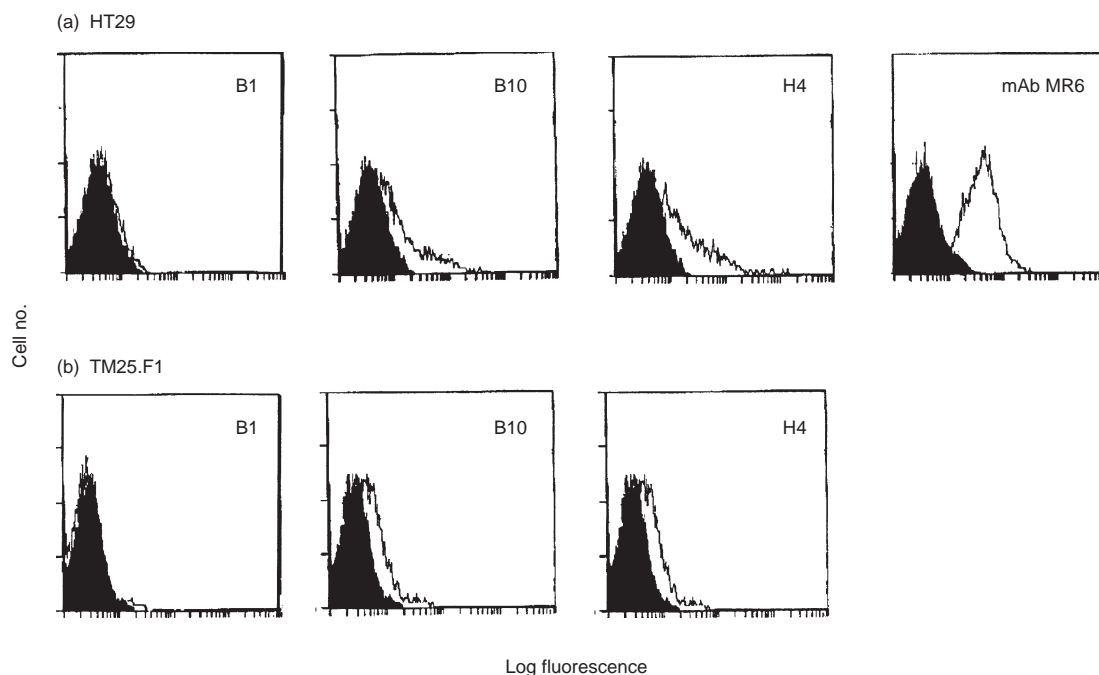 (a) HT29
B1
B10
H4
mAb MR6
Cell no.
(b) TM25.F1
B1
B10
H4
Log fluorescence